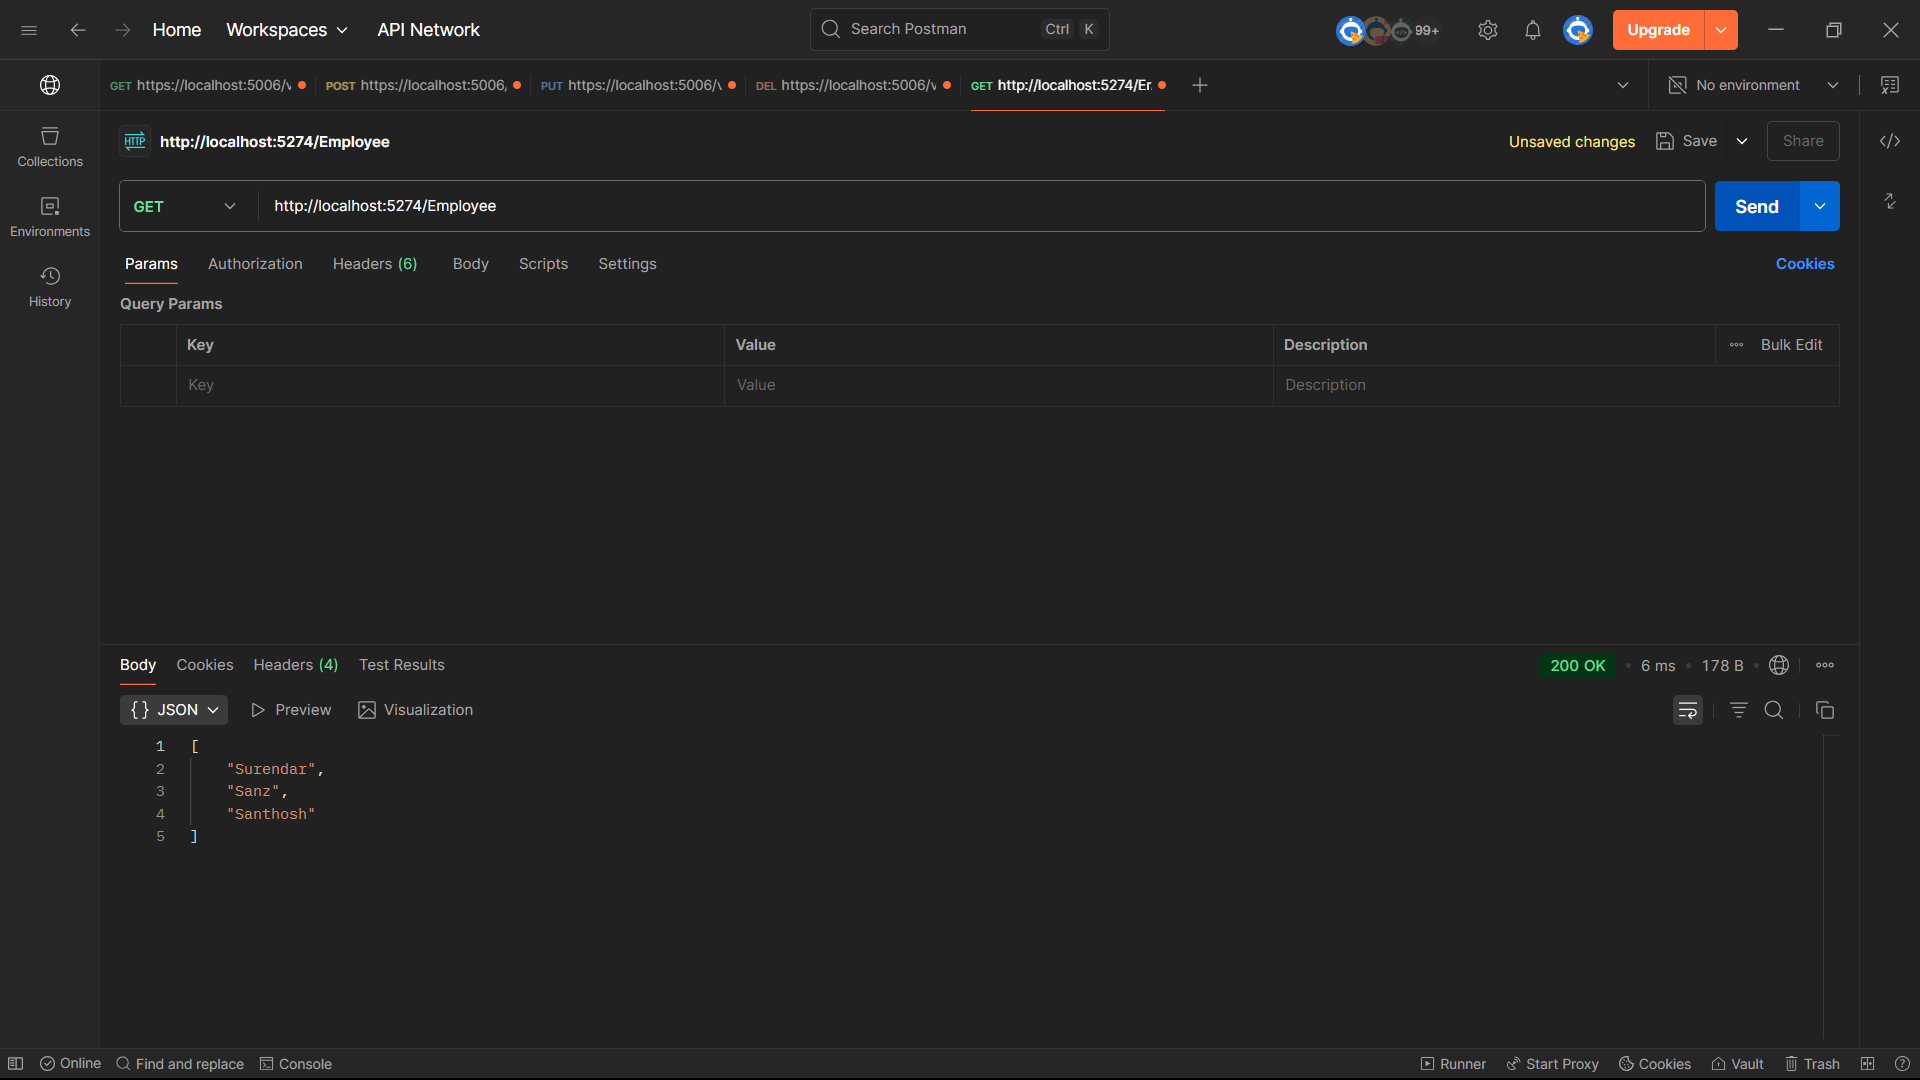 Home Workspaces API Network Search Postman Ctrl K 99+ Upgrade
GET https://localhost:5006/ POST https://localhost:5006, PUT https://localhost:5006/ DEL https://localhost:5006/ GET http://localhost:5274/ No environment
Collections
Environments
History
HTTP http://localhost:5274/Employee Unsaved changes Save Share
GET http://localhost:5274/Employee Send
Params Authorization Headers (6) Body Scripts Settings Cookies
Query Params
Key Value Description Bulk Edit
Key Value Description
Body Cookies Headers (4) Test Results 200 OK 6 ms 178 B
{} JSON Preview Visualization
1 [
2 "Surendar",
3 "Sanz",
4 "Santhosh"
5 ]
Online Find and replace Console Runner Start Proxy Cookies Vault Trash